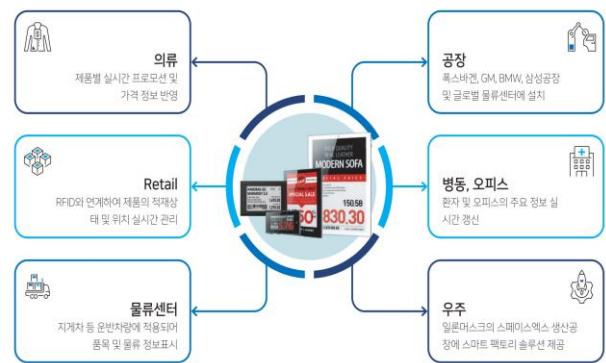 의류
제품별 실시간 프로모션 및
가격 정보 반영
Retail
RFID와 연계하여 제품의 적재상
태 및 위치 실시간 관리
물류센터
지게차 등 운반차량에 적용되어
품목 및 물류 정보표시
MODERN SOFA
SPECIAL PRICE
150.58
830.30
SPECIAL SALE
공장
폭스바겐, GM, BMW, 삼성공장
및 글로벌 물류센터에 설치
병동, 오피스
환자 및 오피스의 주요 정보 실
시간 갱신
우주
일론머스크의 스페이스엑스 생산공
장에 스마트 팩토리 솔루션 제공